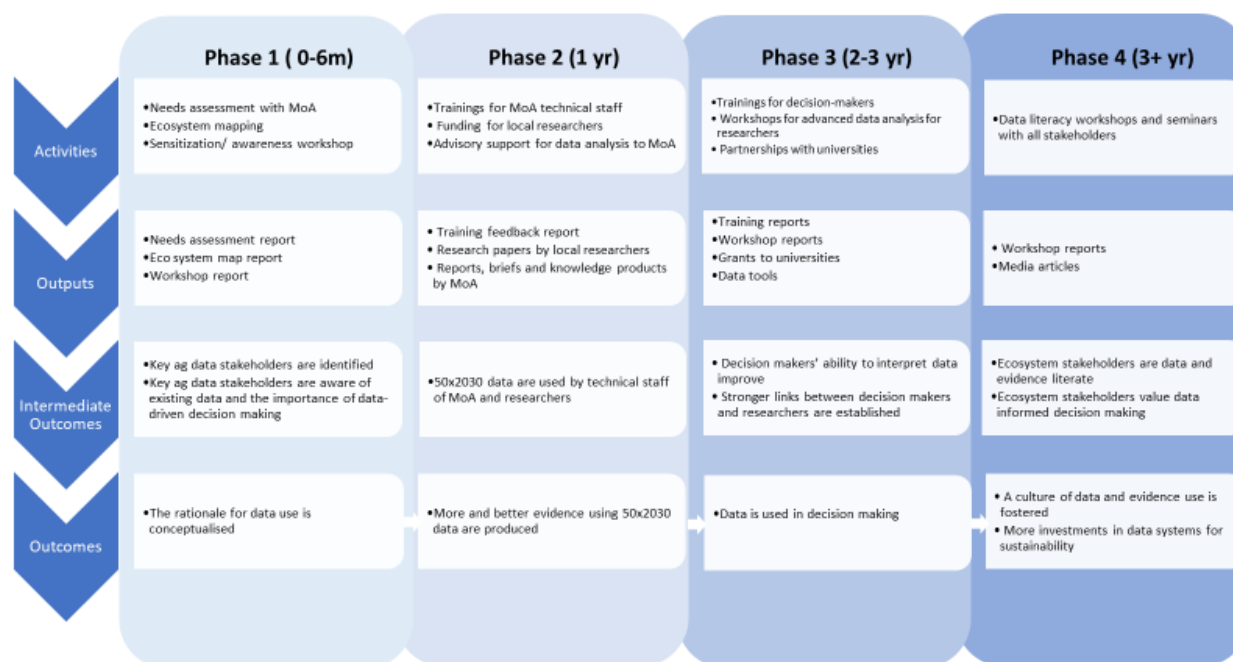 Phase 1 ( 0-6m)
Phase 2 (1 yr)
Phase 3 (2-3 yr)
Phase 4 (3+ yr)
Activities
•Needs assessment with MoA
•Ecosystem mapping
•Sensitization/ awareness workshop
•Trainings for MoA technical staff
• Funding for local researchers
•Advisory support for data analysis to MoA
•Trainings for decision-makers
• Workshops for advanced data analysis for
researchers
• Partnerships with universities
•Data literacy workshops and seminars
with all stakeholders
Outputs
•Needs assessment report
•Eco system map report
•Workshop report
• Training feedback report
• Research papers by local researchers
• Reports, briefs and knowledge products
by MoA
•Training reports
•Workshop reports
•Grants to universities
•Data tools
• Workshop reports
•Media articles
Intermediate
Outcomes
•Key ag data stakeholders are identified
•Key ag data stakeholders are aware of
existing data and the importance of data-
driven decision making
•50x2030 data are used by technical staff
of MoA and researchers
• Decision makers' ability to interpret data
improve
• Stronger links between decision makers
and researchers are established
•Ecosystem stakeholders are data and
evidence literate
•Ecosystem stakeholders value data
informed decision making
Outcomes
•The rationale for data use is
conceptualised
•More and better evidence using 50x2030
data are produced
•Data is used in decision making
• A culture of data and evidence use is
fostered
• More investments in data systems for
sustainability